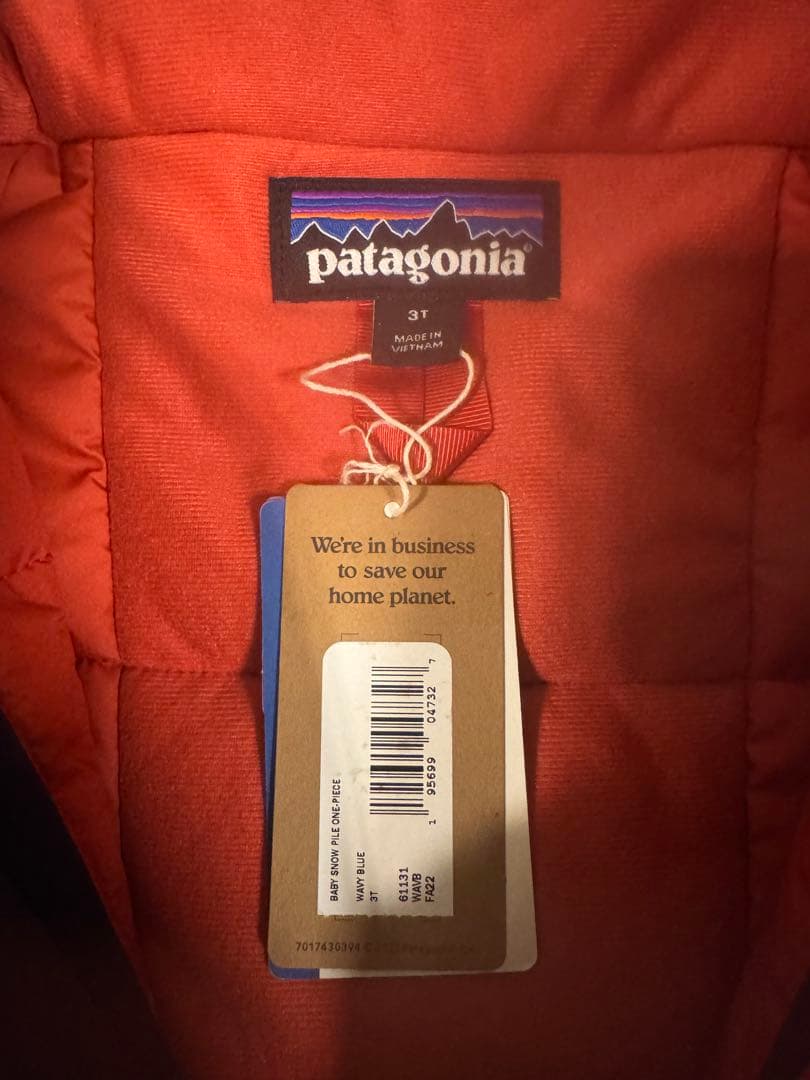 patagonia®
3T
MADE IN
VIETNAM
We're in business
to save our
home planet.
BABY SNOW PILE ONE-PIECE
WAVY BLUE
3T
61131
WAVB
FA22
1 95699 04732 7